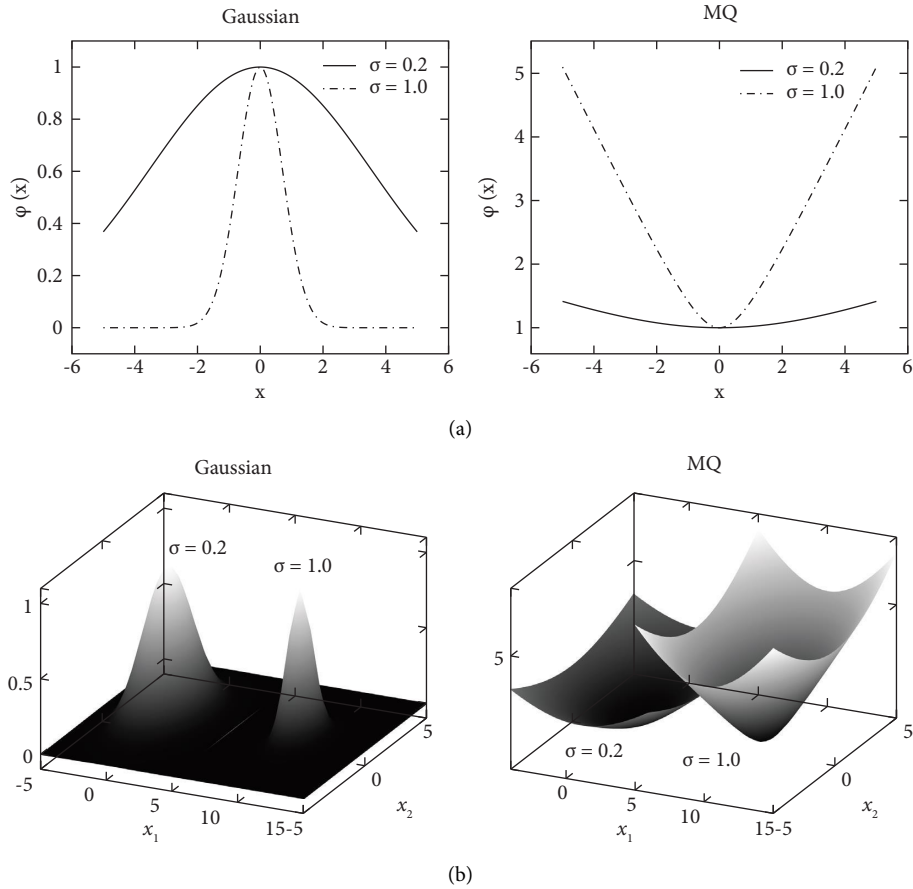 Gaussian
MQ
σ = 0.2
σ = 1.0
1
0.8
0.6
0.4
0.2
0
φ (x)
-6 -4 -2 0 2 4 6
x
σ = 0.2
σ = 1.0
5
4
3
2
1
φ (x)
-6 -4 -2 0 2 4 6
x
(a)
Gaussian
MQ
σ = 0.2
σ = 1.0
1
0.5
0
-5 0 5 10 15-5 0 5
x₁
x₂
5
σ = 0.2
σ = 1.0
0 5 10 15-5 0 5
x₁
x₂
(b)